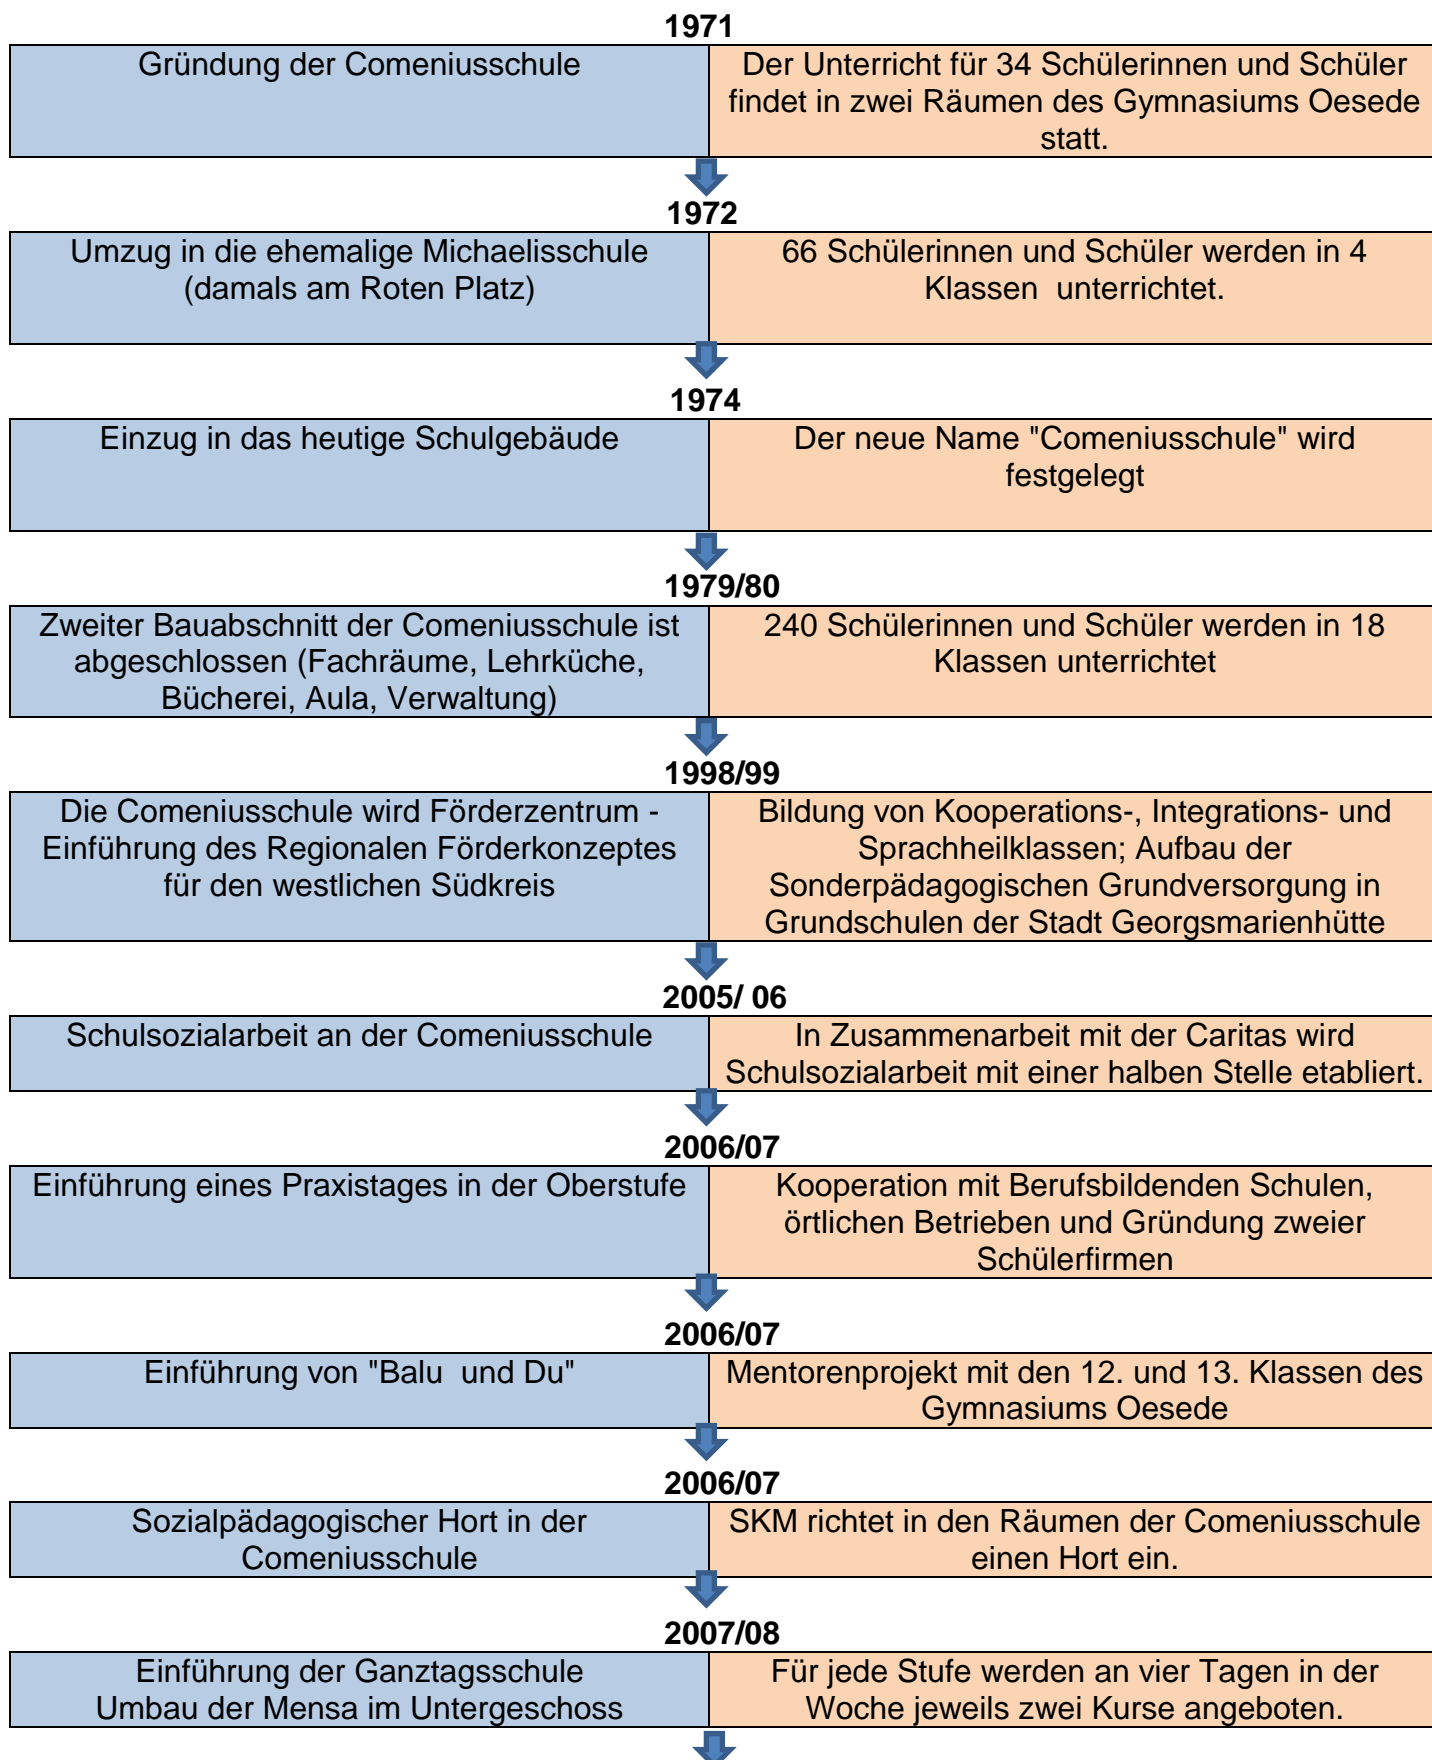 1971
Gründung der Comeniusschule
Der Unterricht für 34 Schülerinnen und Schüler
findet in zwei Räumen des Gymnasiums Oesede
statt.
1972
Umzug in die ehemalige Michaelisschule
(damals am Roten Platz)
66 Schülerinnen und Schüler werden in 4
Klassen  unterrichtet.
1974
Einzug in das heutige Schulgebäude
Der neue Name "Comeniusschule" wird
festgelegt
1979/80
Zweiter Bauabschnitt der Comeniusschule ist
abgeschlossen (Fachräume, Lehrküche,
Bücherei, Aula, Verwaltung)
240 Schülerinnen und Schüler werden in 18
Klassen unterrichtet
1998/99
Die Comeniusschule wird Förderzentrum -
Einführung des Regionalen Förderkonzeptes
für den westlichen Südkreis
Bildung von Kooperations-, Integrations- und
Sprachheilklassen; Aufbau der
Sonderpädagogischen Grundversorgung in
Grundschulen der Stadt Georgsmarienhütte
2005/ 06
Schulsozialarbeit an der Comeniusschule
In Zusammenarbeit mit der Caritas wird
Schulsozialarbeit mit einer halben Stelle etabliert.
2006/07
Einführung eines Praxistages in der Oberstufe
Kooperation mit Berufsbildenden Schulen,
örtlichen Betrieben und Gründung zweier
Schülerfirmen
2006/07
Einführung von "Balu  und Du"
Mentorenprojekt mit den 12. und 13. Klassen des
Gymnasiums Oesede
2006/07
Sozialpädagogischer Hort in der
Comeniusschule
SKM richtet in den Räumen der Comeniusschule
einen Hort ein.
2007/08
Einführung der Ganztagsschule
Umbau der Mensa im Untergeschoss
Für jede Stufe werden an vier Tagen in der
Woche jeweils zwei Kurse angeboten.